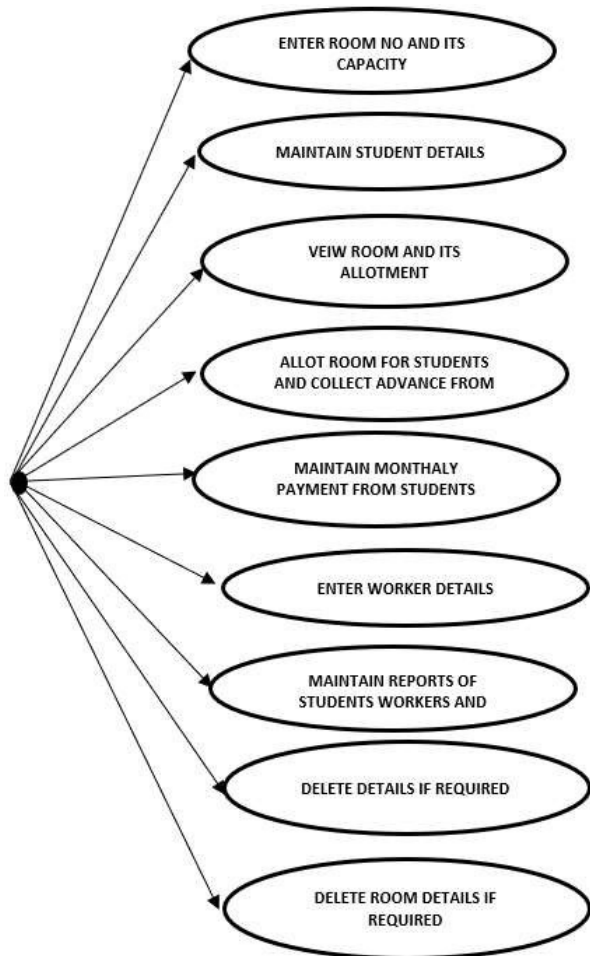 ENTER ROOM NO AND ITS
CAPACITY
MAINTAIN STUDENT DETAILS
VEIW ROOM AND ITS
ALLOTMENT
ALLOT ROOM FOR STUDENTS
AND COLLECT ADVANCE FROM
MAINTAIN MONTHALY
PAYMENT FROM STUDENTS
ENTER WORKER DETAILS
MAINTAIN REPORTS OF
STUDENTS WORKERS AND
DELETE DETAILS IF REQUIRED
DELETE ROOM DETAILS IF
REQUIRED